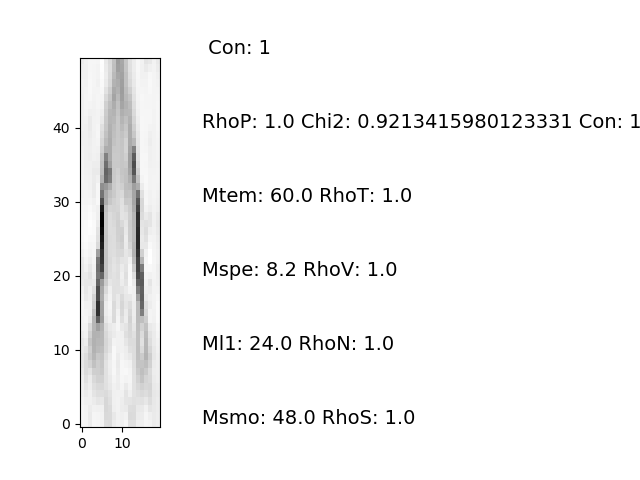 Con: 1
RhoP: 1.0 Chi2: 0.9213415980123331 Con: 1
Mtem: 60.0 RhoT: 1.0
Mspe: 8.2 RhoV: 1.0
Ml1: 24.0 RhoN: 1.0
Msmo: 48.0 RhoS: 1.0
40
30
20
10
0
0 10